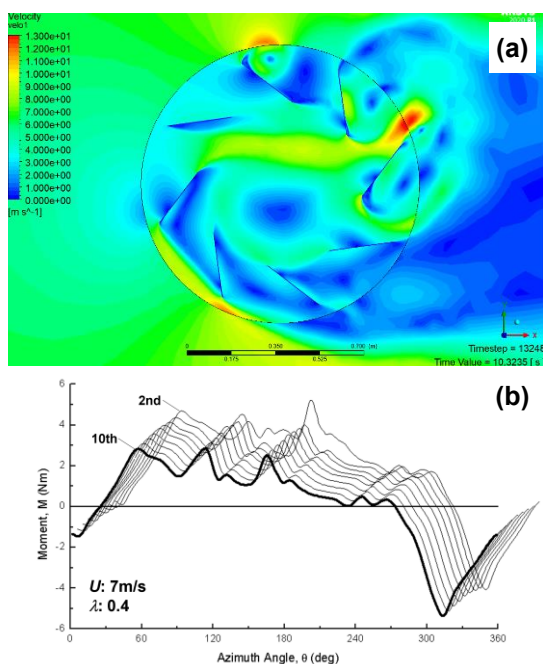 Velocity
velo1
(a)
1.300e+01
1.200e+01
1.100e+01
1.000e+01
9.000e+00
8.000e+00
7.000e+00
6.000e+00
5.000e+00
4.000e+00
3.000e+00
2.000e+00
1.000e+00
0.000e+00
[m s^-1]
0 0.350 0.700 (m)
0.175 0.525
X
Timestep = 13248
Time Value = 10.3235 [ s
(b)
6
4
2
0
-2
-4
-6
Moment, M (Nm)
2nd
10th
U: 7m/s
λ: 0.4
0 60 120 180 240 300 360
Azimuth Angle, θ (deg)